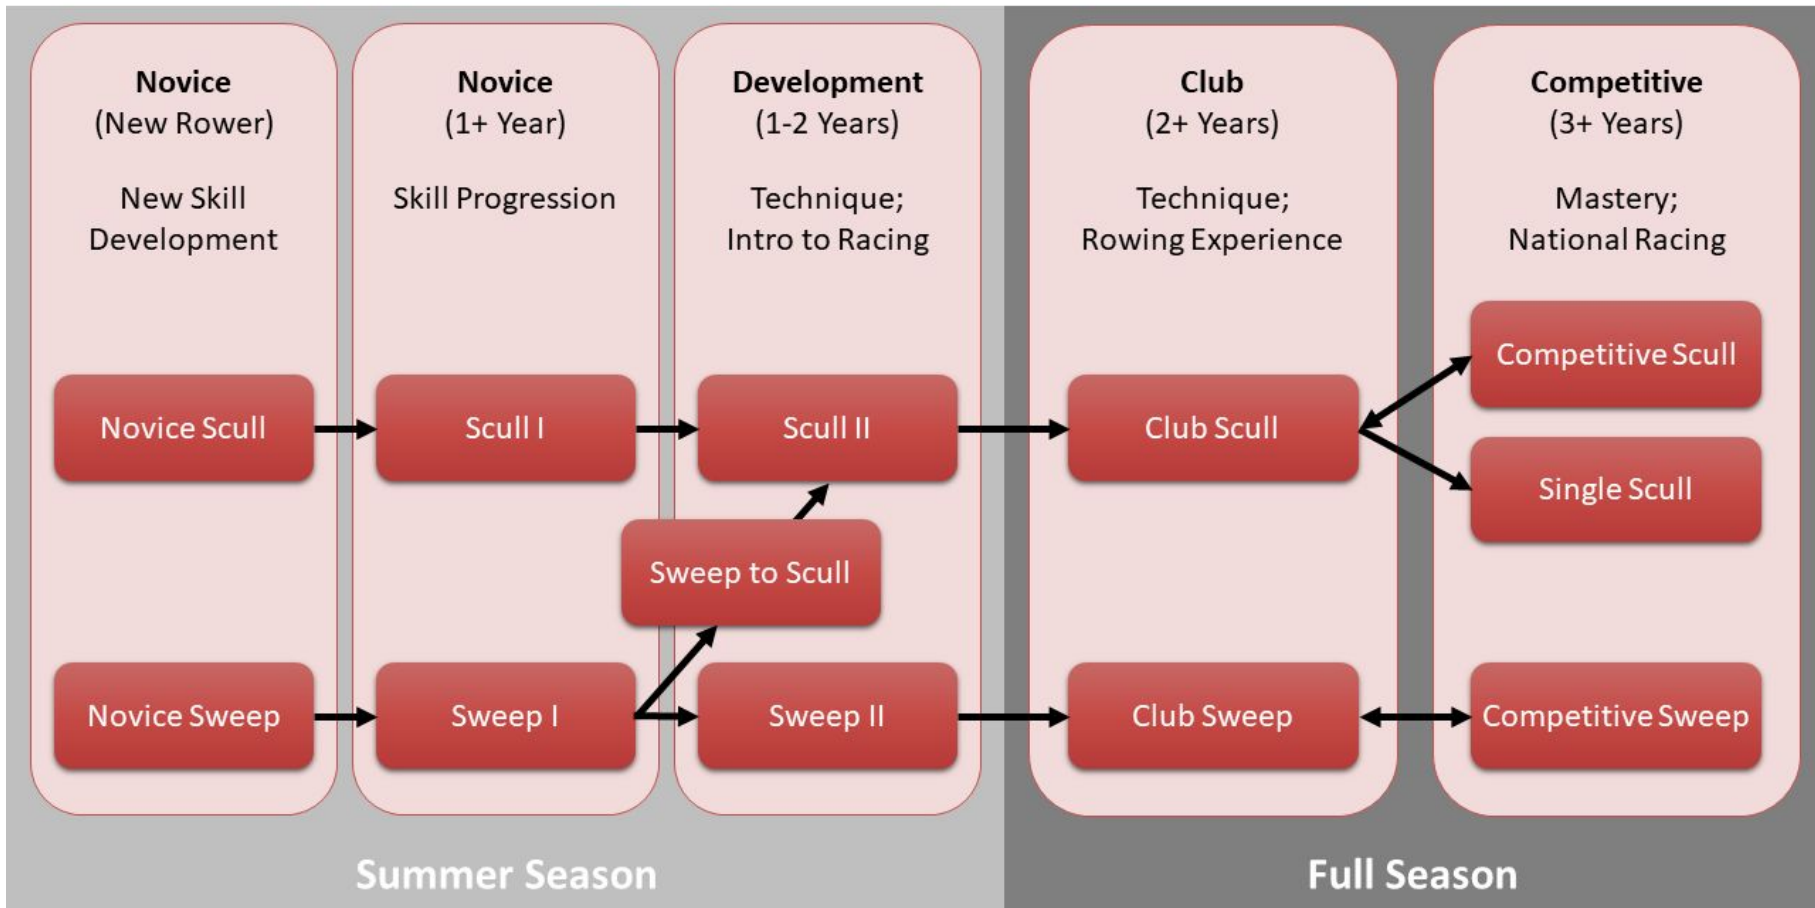 Novice
(New Rower)
New Skill
Development
Novice
(1+ Year)
Skill Progression
Development
(1-2 Years)
Technique;
Intro to Racing
Club
(2+ Years)
Technique;
Rowing Experience
Competitive
(3+ Years)
Mastery;
National Racing
Novice Scull
Scull I
Scull II
Club Scull
Competitive Scull
Single Scull
Sweep to Scull
Novice Sweep
Sweep I
Sweep II
Club Sweep
Competitive Sweep
Summer Season
Full Season